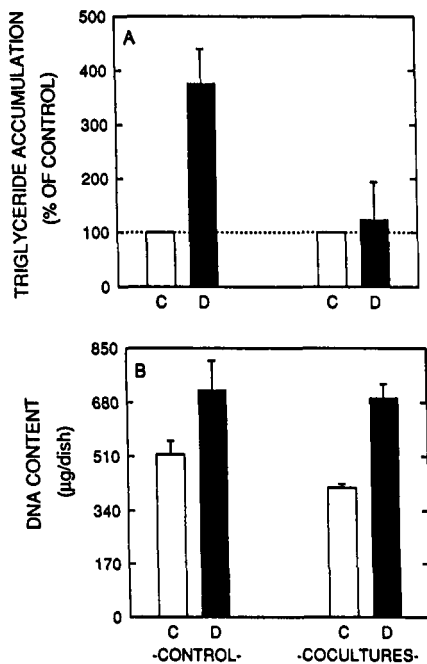 A
TRIGLYCERIDE ACCUMULATION
(% OF CONTROL)
500
400
300
200
100
0
C D C D
B
DNA CONTENT
(µg/dish)
850
680
510
340
170
0
C D C D
-CONTROL- -COCULTURES-